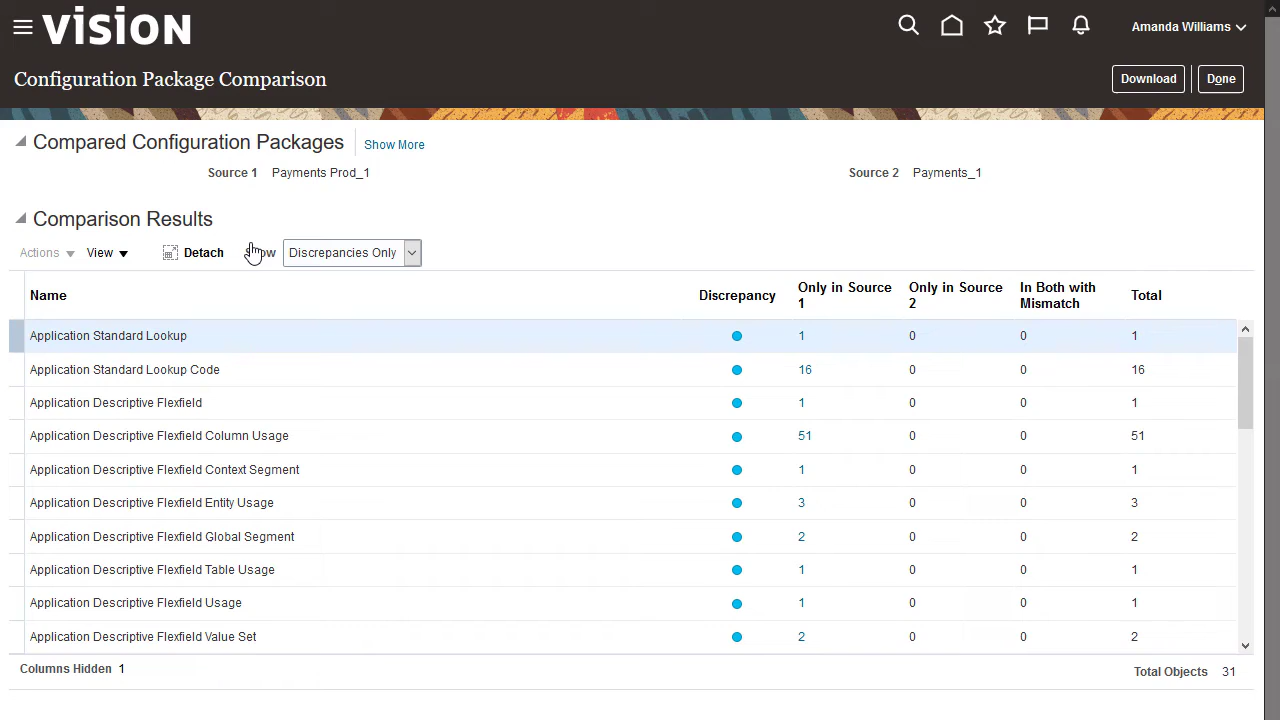 vısıon
Amanda Williams
Configuration Package Comparison
Download
Done
Compared Configuration Packages
Show More
Source 1 Payments Prod_1
Source 2 Payments_1
Comparison Results
Actions View Detach Discrepancies Only
Name Discrepancy Only in Source 1 Only in Source 2 In Both with Mismatch Total
Application Standard Lookup 1 0 0 1
Application Standard Lookup Code 16 0 0 16
Application Descriptive Flexfield 1 0 0 1
Application Descriptive Flexfield Column Usage 51 0 0 51
Application Descriptive Flexfield Context Segment 1 0 0 1
Application Descriptive Flexfield Entity Usage 3 0 0 3
Application Descriptive Flexfield Global Segment 2 0 0 2
Application Descriptive Flexfield Table Usage 1 0 0 1
Application Descriptive Flexfield Usage 1 0 0 1
Application Descriptive Flexfield Value Set 2 0 0 2
Columns Hidden 1
Total Objects 31